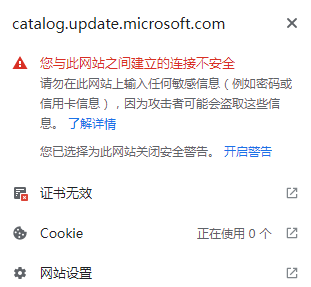 catalog.update.microsoft.com
您与此网站之间建立的连接不安全
请勿在此网站上输入任何敏感信息（例如密码或
信用卡信息），因为攻击者可能会盗取这些信
息。 了解详情
您已选择为此网站关闭安全警告。 开启警告
证书无效
Cookie 正在使用 0 个
网站设置